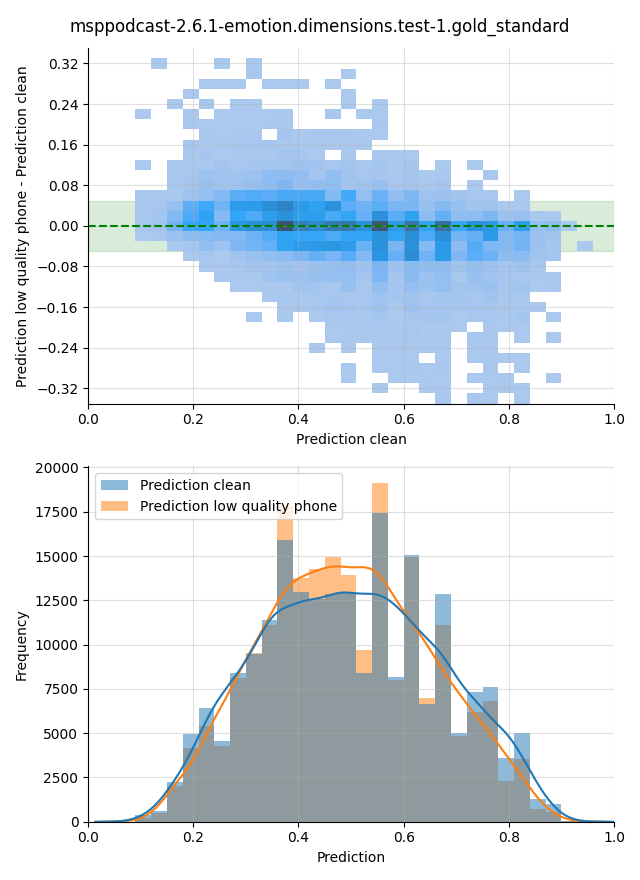 msppodcast-2.6.1-emotion.dimensions.test-1.gold_standard
Prediction low quality phone - Prediction clean
0.32
0.24
0.16
0.08
0.00
−0.08
−0.16
−0.24
−0.32
0.0 0.2 0.4 0.6 0.8 1.0
Prediction clean
Frequency
20000
17500
15000
12500
10000
7500
5000
2500
0
Prediction clean
Prediction low quality phone
0.0 0.2 0.4 0.6 0.8 1.0
Prediction